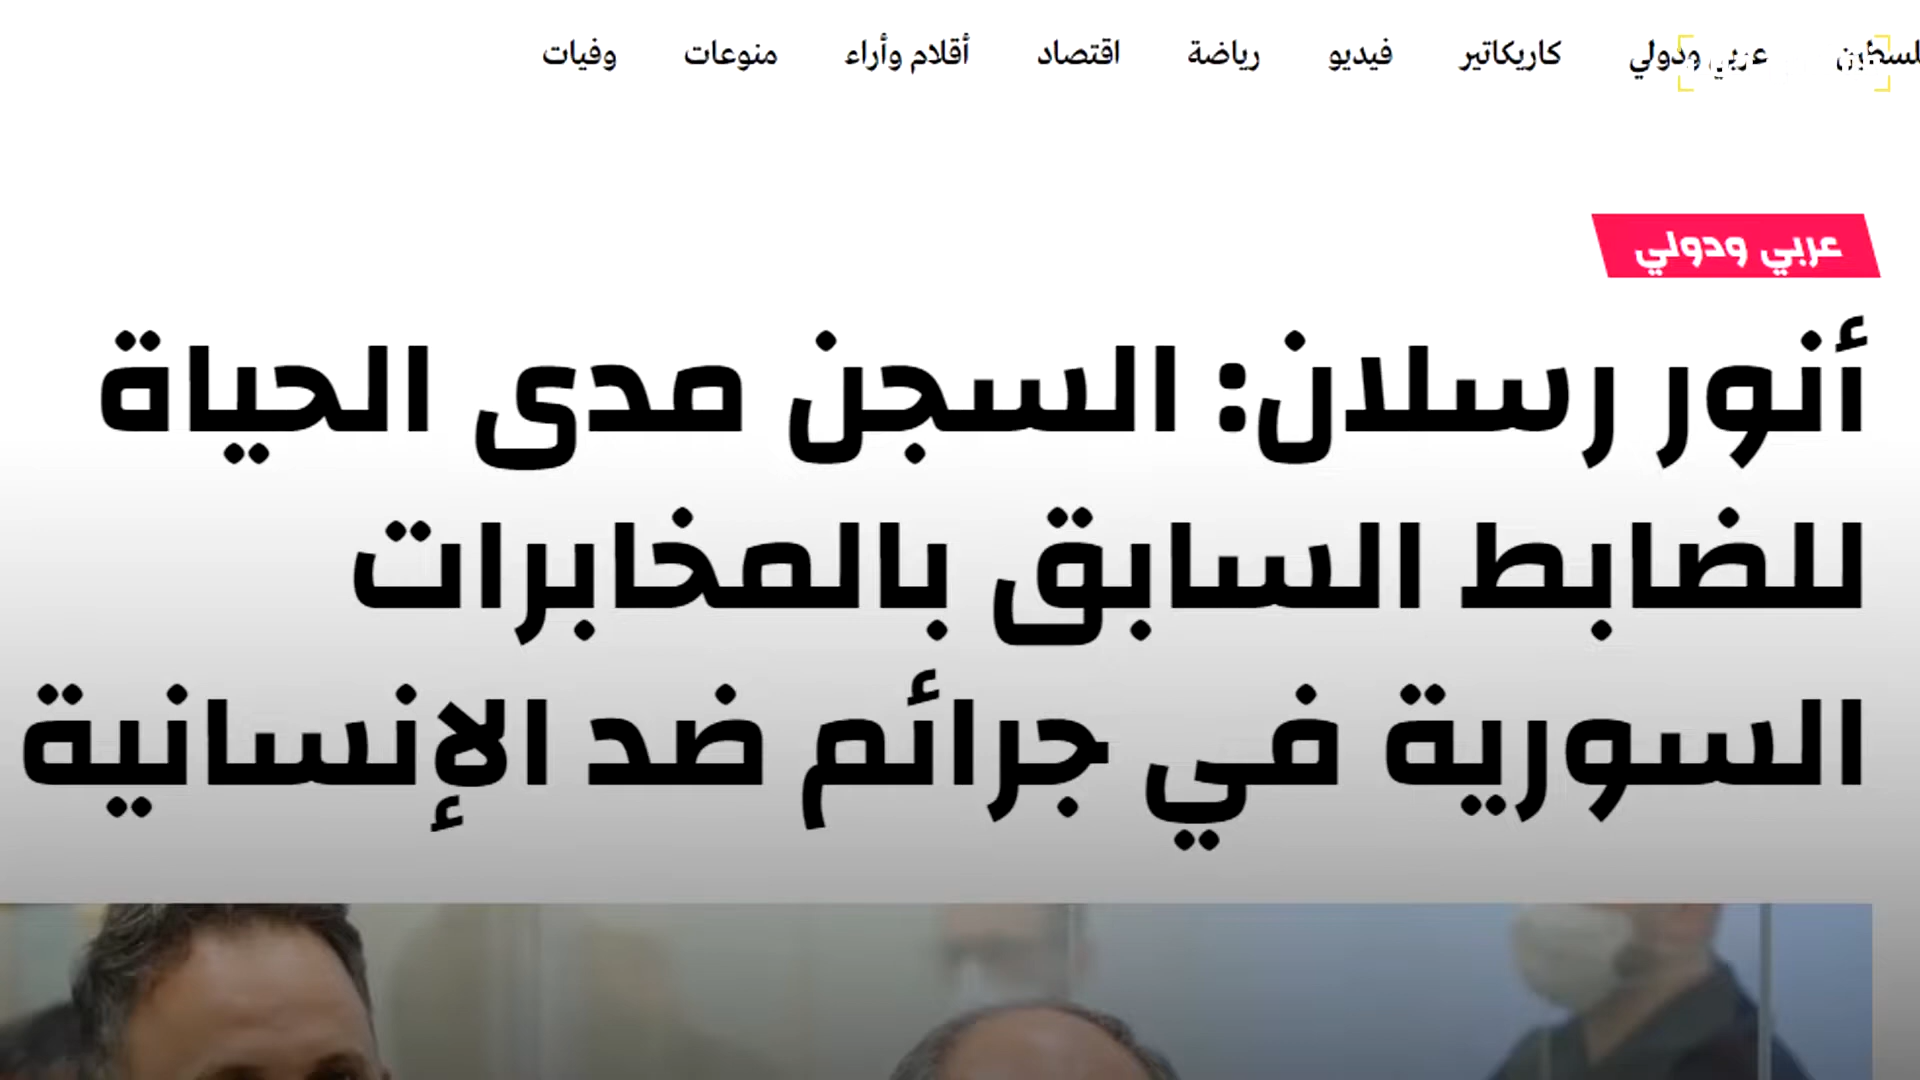 عربي ودولي كاريكاتير فيديو رياضة اقتصاد أقلام وأراء منوعات وفيات
عربي ودولي
أنور رسلان: السجن مدى الحياة
للضابط السابق بالمخابرات
السورية في جرائم ضد الإنسانية